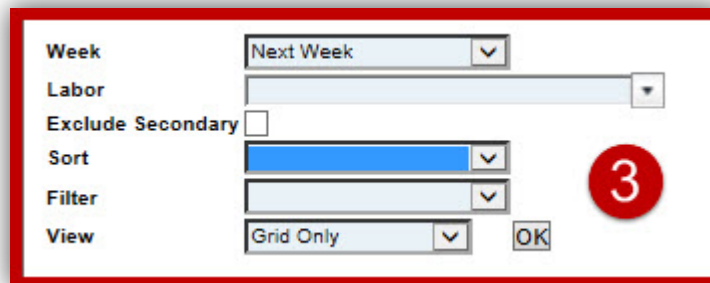 Week Next Week
Labor
Exclude Secondary
Sort
Filter
View Grid Only OK
3